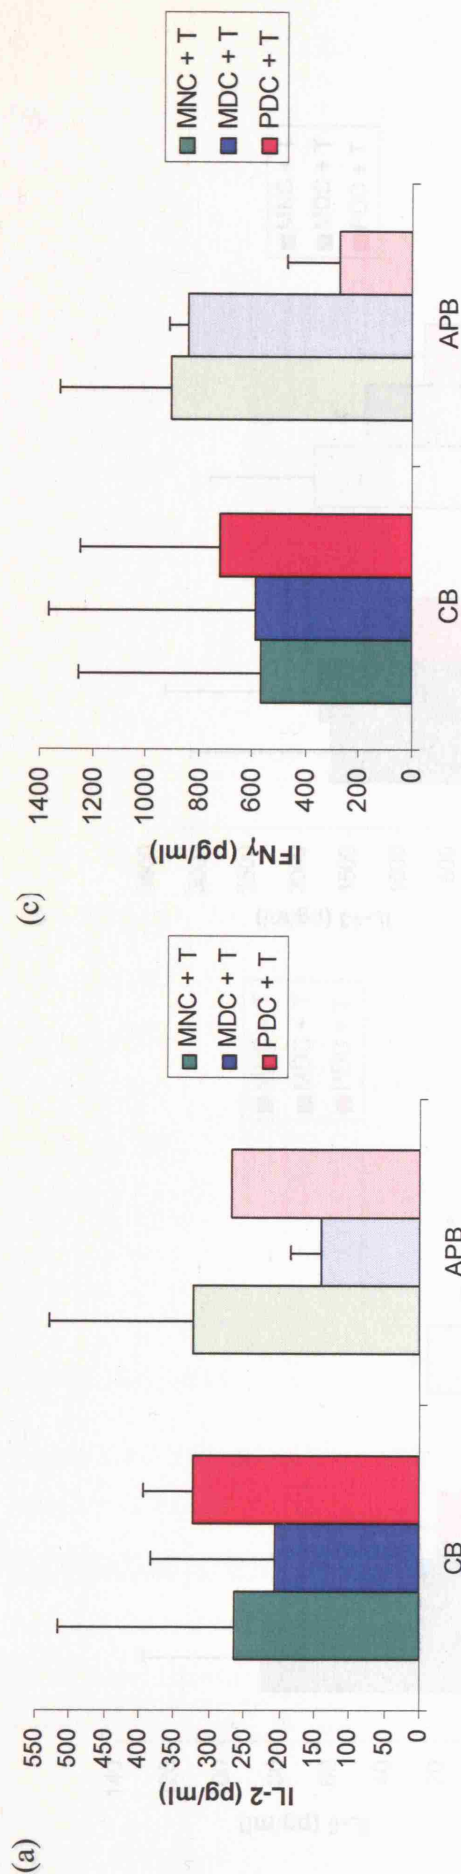 (a)
IL-2 (pg/ml)
550
500
450
400
350
300
250
200
150
100
50
0
CB
APB
MNC + T
MDC + T
PDC + T
(c)
IFNγ (pg/ml)
1400
1200
1000
800
600
400
200
0
CB
APB
MNC + T
MDC + T
PDC + T